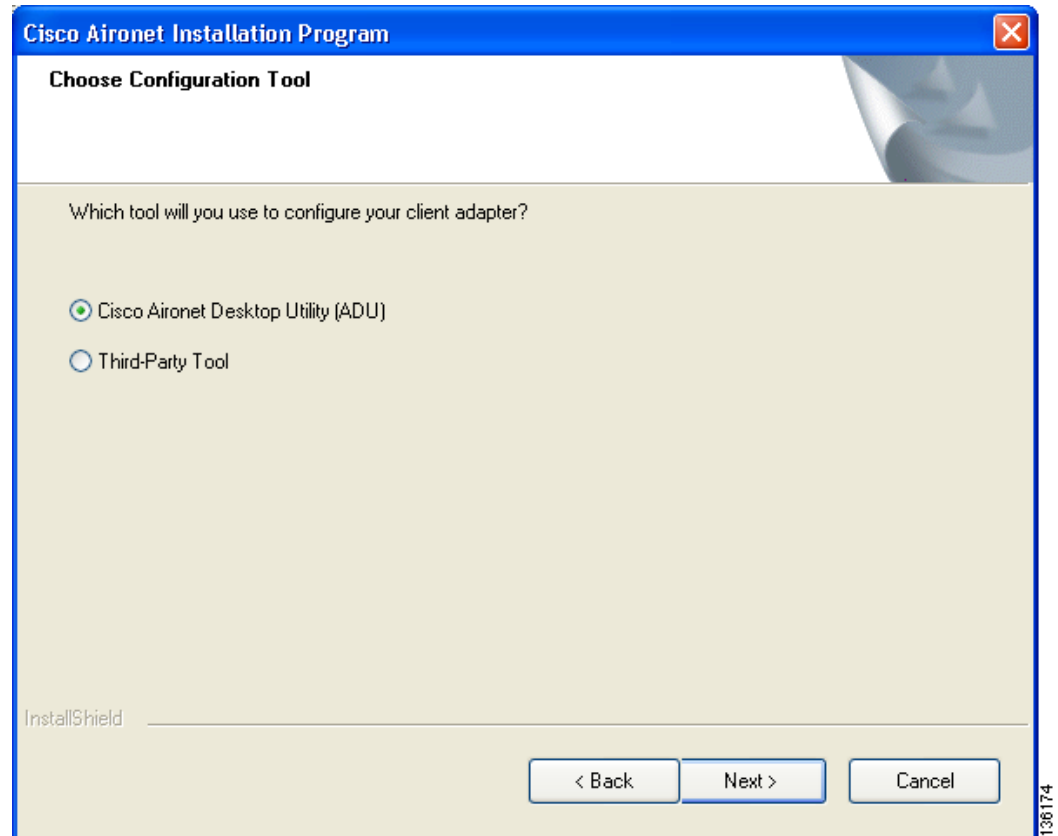 Cisco Aironet Installation Program
Choose Configuration Tool
Which tool will you use to configure your client adapter?
Cisco Aironet Desktop Utility (ADU)
Third-Party Tool
InstallShield
< Back
Next >
Cancel
136174